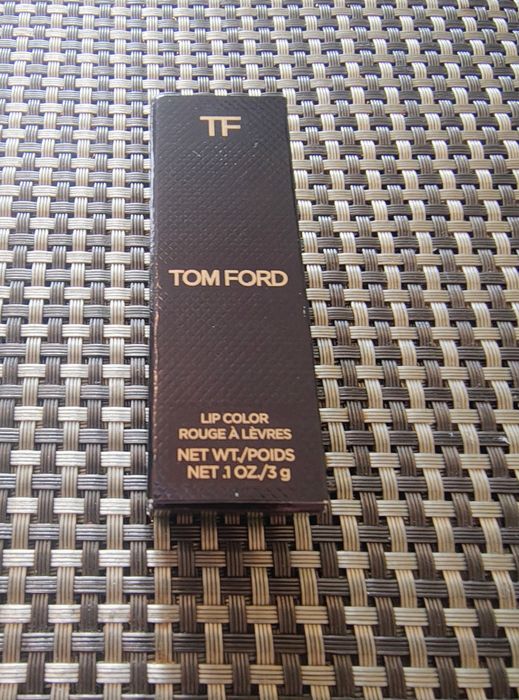 TF
TOM FORD
LIP COLOR
ROUGE À LÈVRES
NET WT./POIDS
NET .1 OZ./3 g